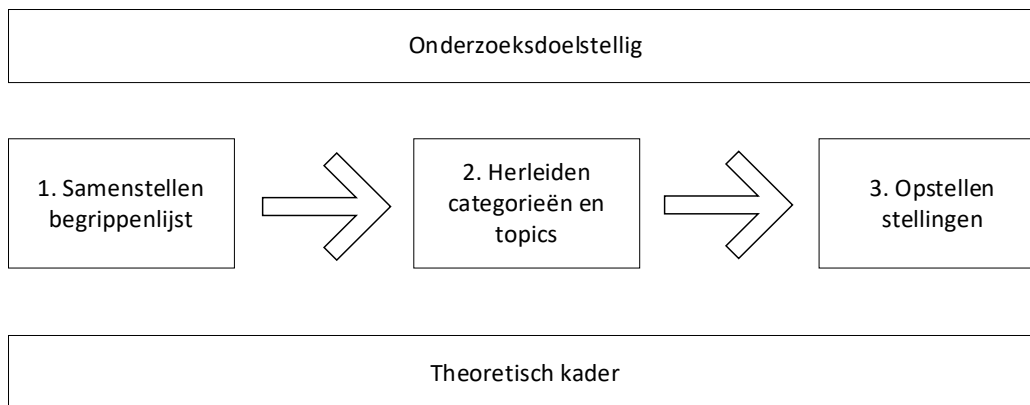 Onderzoeksdoelstellig
1. Samenstellen
begrippenlijst
2. Herleiden
categorieën en
topics
3. Opstellen
stellingen
Theoretisch kader